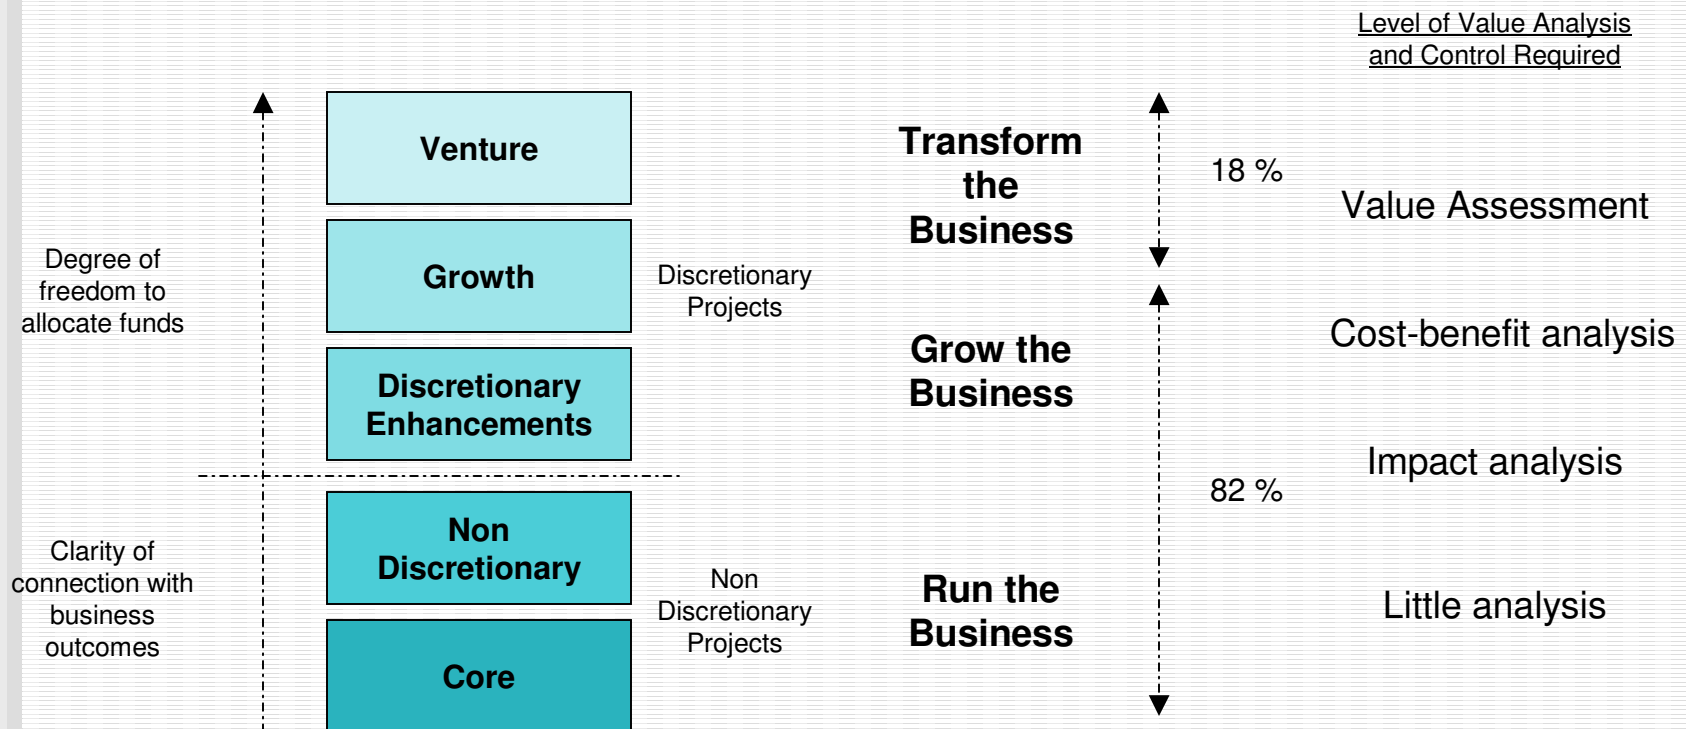 Level of Value Analysis
and Control Required
Venture
Transform
the
Business
18 %
Value Assessment
Degree of
freedom to
allocate funds
Growth
Discretionary
Projects
Grow the
Business
Cost-benefit analysis
Discretionary
Enhancements
Impact analysis
82 %
Clarity of
connection with
business
outcomes
Non
Discretionary
Non
Discretionary
Projects
Run the
Business
Little analysis
Core